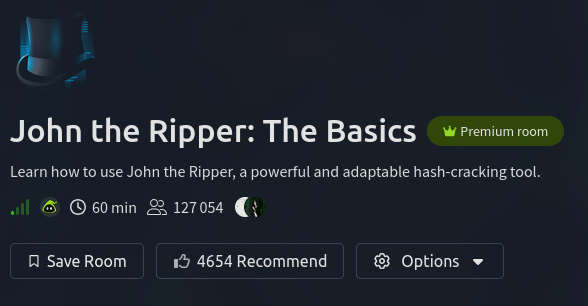 John the Ripper: The Basics Premium room
Learn how to use John the Ripper, a powerful and adaptable hash-cracking tool.
60 min 127 054
Save Room 4654 Recommend Options